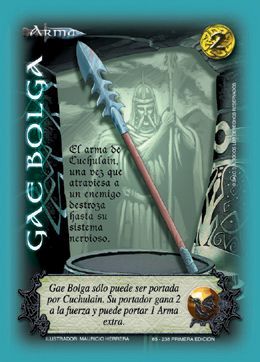 Arma
2
GAE BOLGA
El arma de
Cuchulain,
una vez que
atraviesa a
un enemigo
destroza
hasta su
sistema
nervioso.
Gae Bolga sólo puede ser portada
por Cuchulain. Su portador gana 2
a la fuerza y puede portar 1 Arma
extra.
ILUSTRADOR: MAURICIO HERRERA
65 - 236 PRIMERA EDICIÓN